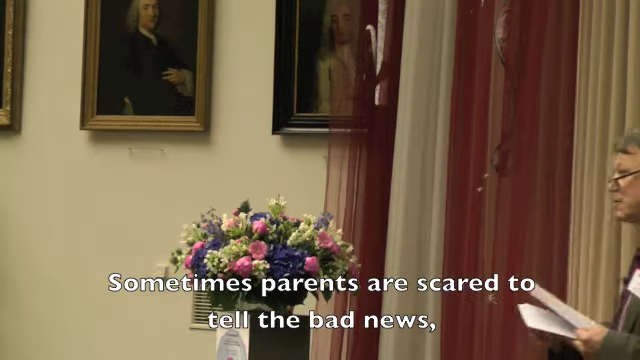 Sometimes parents are scared to
tell the bad news,